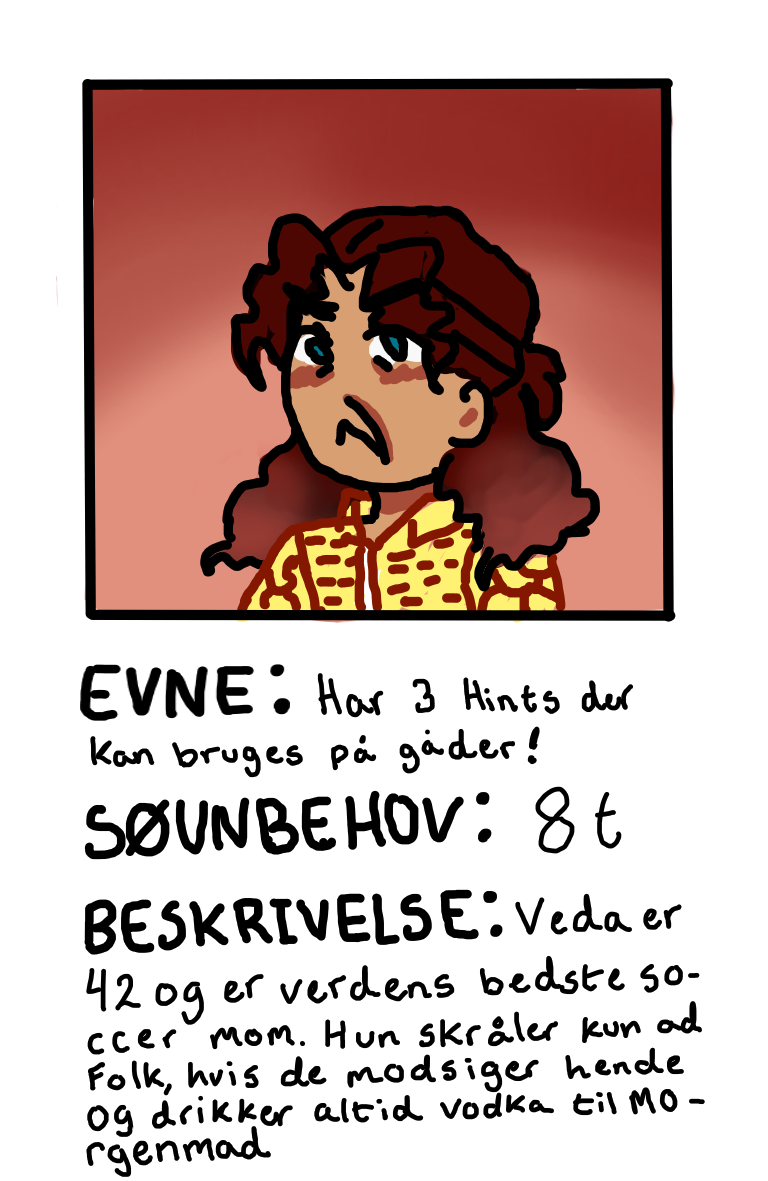 EVNE: Har 3 Hints der
kan bruges på gåder!
SØVNBEHOV: 8 t
BESKRIVELSE: Veda er
42 og er verdens bedste so-
ccer mom. Hun skråler kun ad
Folk, hvis de modsiger hende
og drikker altid vodka til Mo-
rgenmad